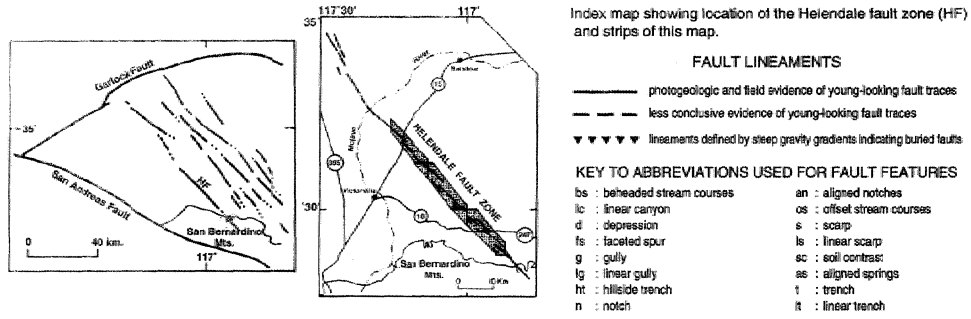 Garlock Fault
35°
HF
San Andreas Fault
San Bernardino
Mts.
0 40 km.
117°
117°30' 117°
35°
River
Barstow
15
Mojave
HELENDALE FAULT ZONE
395
Victorville
30'
18
247
San Bernardino
Mts.
0 10 Km
Index map showing location of the Helendale fault zone (HF)
and strips of this map.
FAULT LINEAMENTS
photogeologic and field evidence of young-looking fault traces
less conclusive evidence of young-looking fault traces
lineaments defined by steep gravity gradients indicating buried faults
KEY TO ABBREVIATIONS USED FOR FAULT FEATURES
bs : beheaded stream courses
lc : linear canyon
d : depression
fs : faceted spur
g : gully
lg : linear gully
ht : hillside trench
n : notch
an : aligned notches
os : offset stream courses
s : scarp
ls : linear scarp
sc : soil contrast
as : aligned springs
t : trench
lt : linear trench